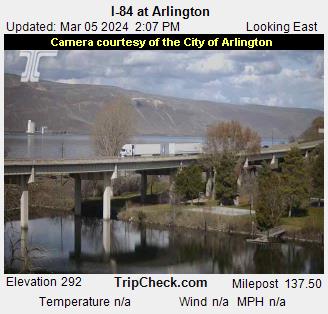 I-84 at Arlington
Updated: Mar 05 2024 2:07 PM Looking East
Camera courtesy of the City of Arlington
Elevation 292 TripCheck.com Milepost 137.50
Temperature n/a Wind n/a MPH n/a